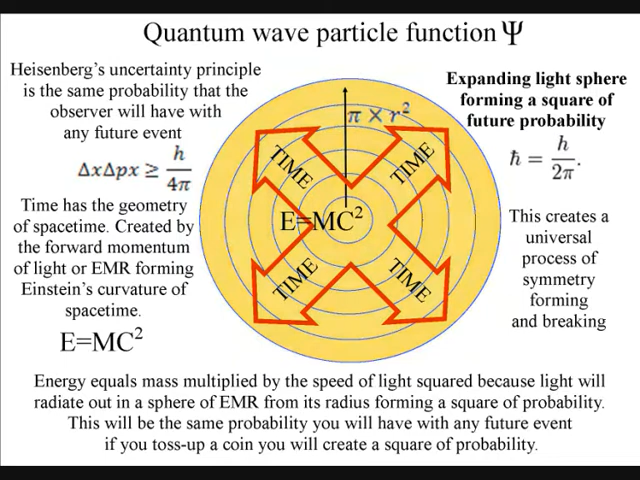 Quantum wave particle function Ψ
Heisenberg's uncertainty principle
is the same probability that the
observer will have with
any future event
ΔxΔpx ≥ h/4π
Time has the geometry
of spacetime. Created by
the forward momentum
of light or EMR forming
Einstein's curvature of
spacetime.
E=MC²
π × r²
TIME
TIME
E=MC²
TIME
TIME
Expanding light sphere
forming a square of
future probability
ħ = h/2π.
This creates a
universal
process of
symmetry
forming
and breaking
Energy equals mass multiplied by the speed of light squared because light will
radiate out in a sphere of EMR from its radius forming a square of probability.
This will be the same probability you will have with any future event
if you toss-up a coin you will create a square of probability.